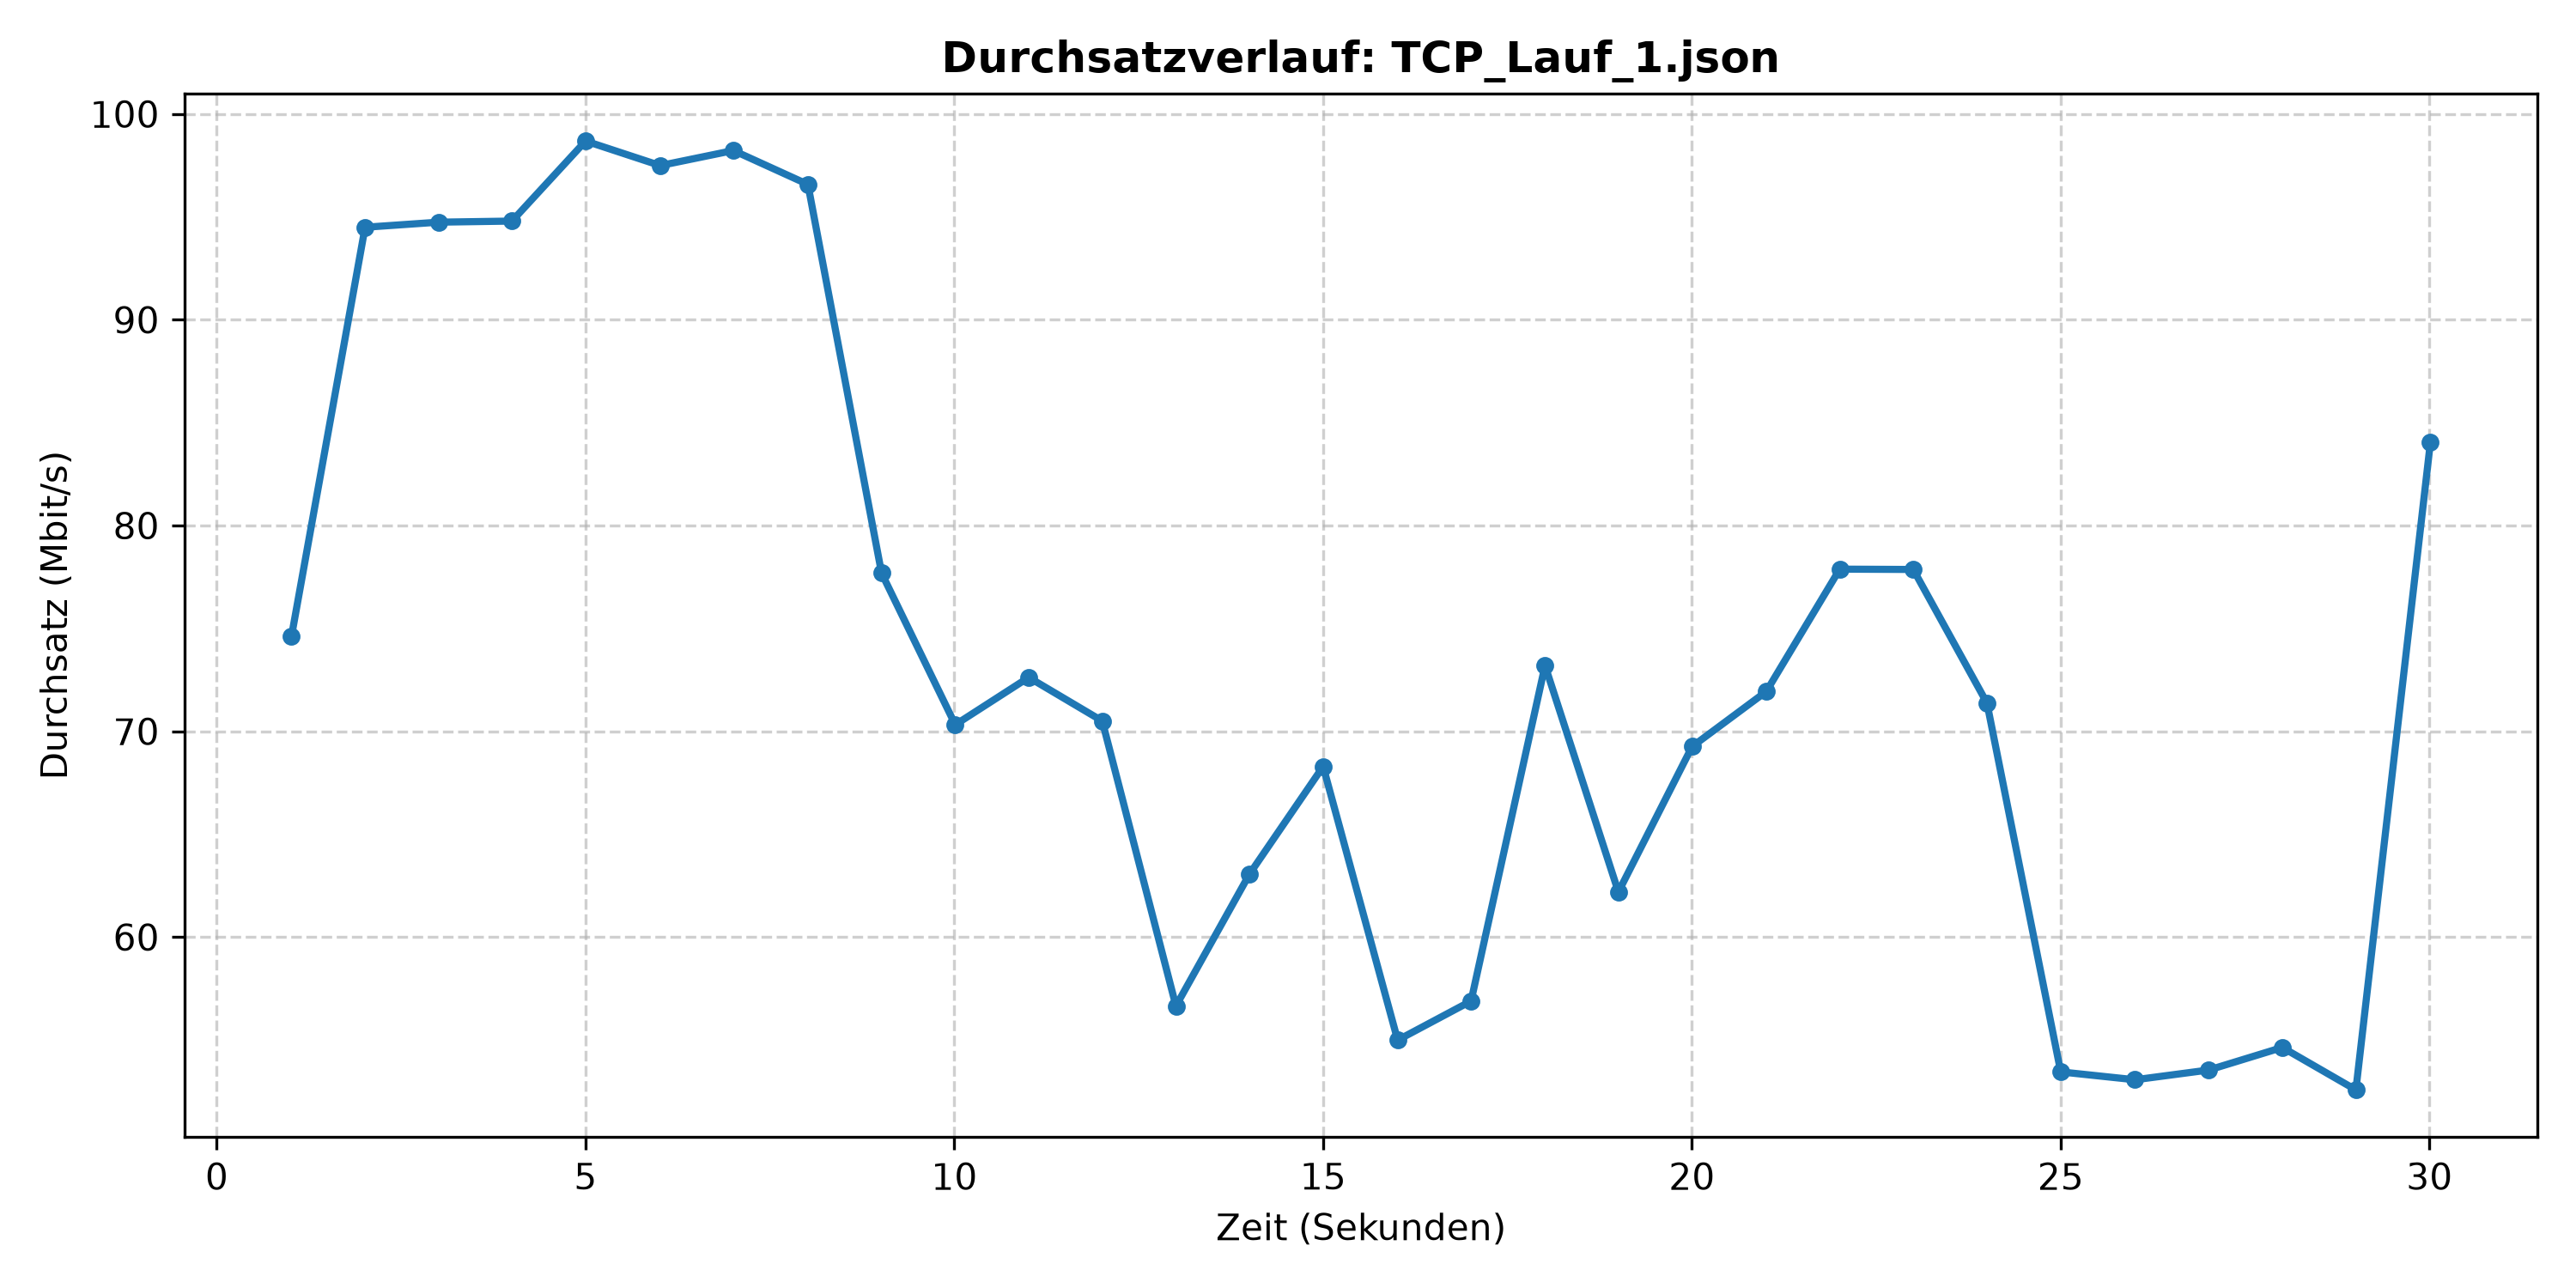 Durchsatzverlauf: TCP_Lauf_1.json
100
90
80
70
60
Durchsatz (Mbit/s)
0 5 10 15 20 25 30
Zeit (Sekunden)